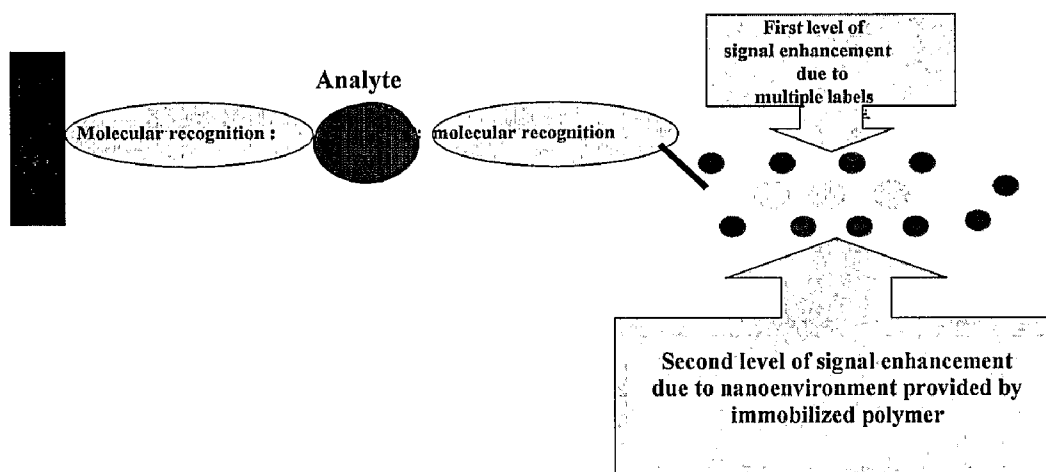 First level of
signal enhancement
due to
multiple labels
Analyte
Molecular recognition :
: molecular recognition
Second level of signal enhancement
due to nanoenvironment provided by
immobilized polymer